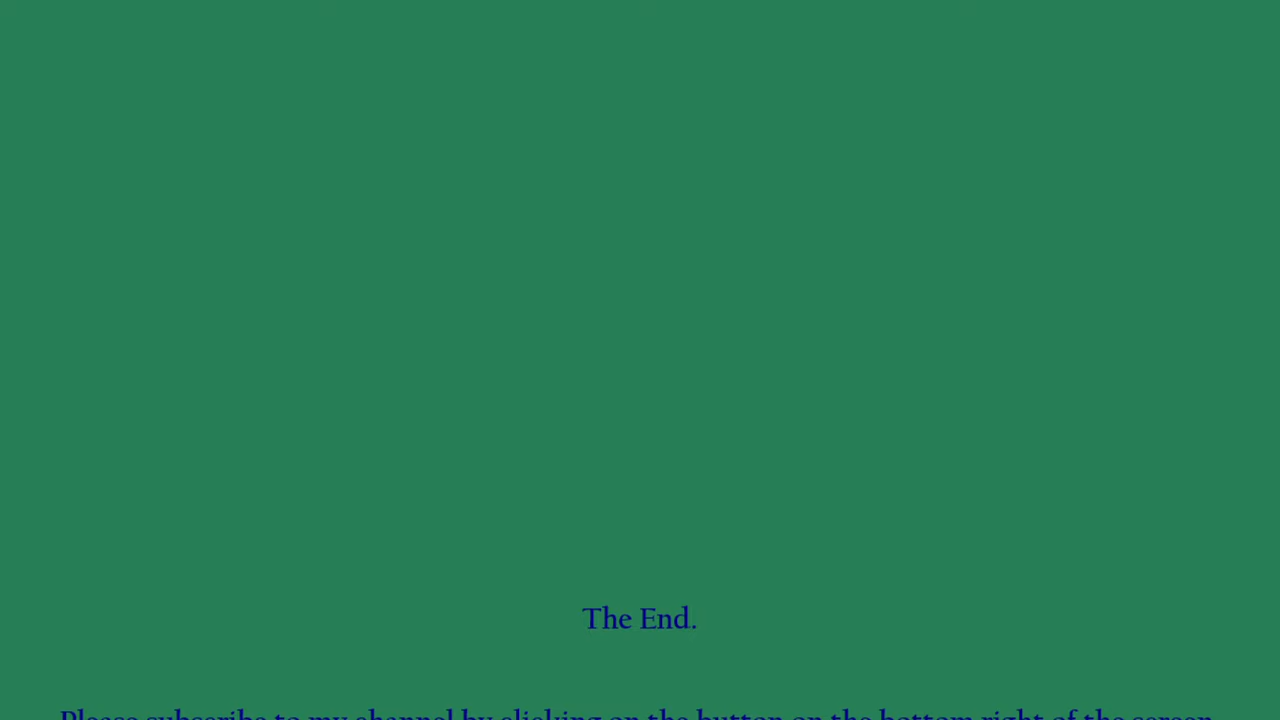 The End.
Please subscribe to my channel by clicking on the button on the bottom right of the screen